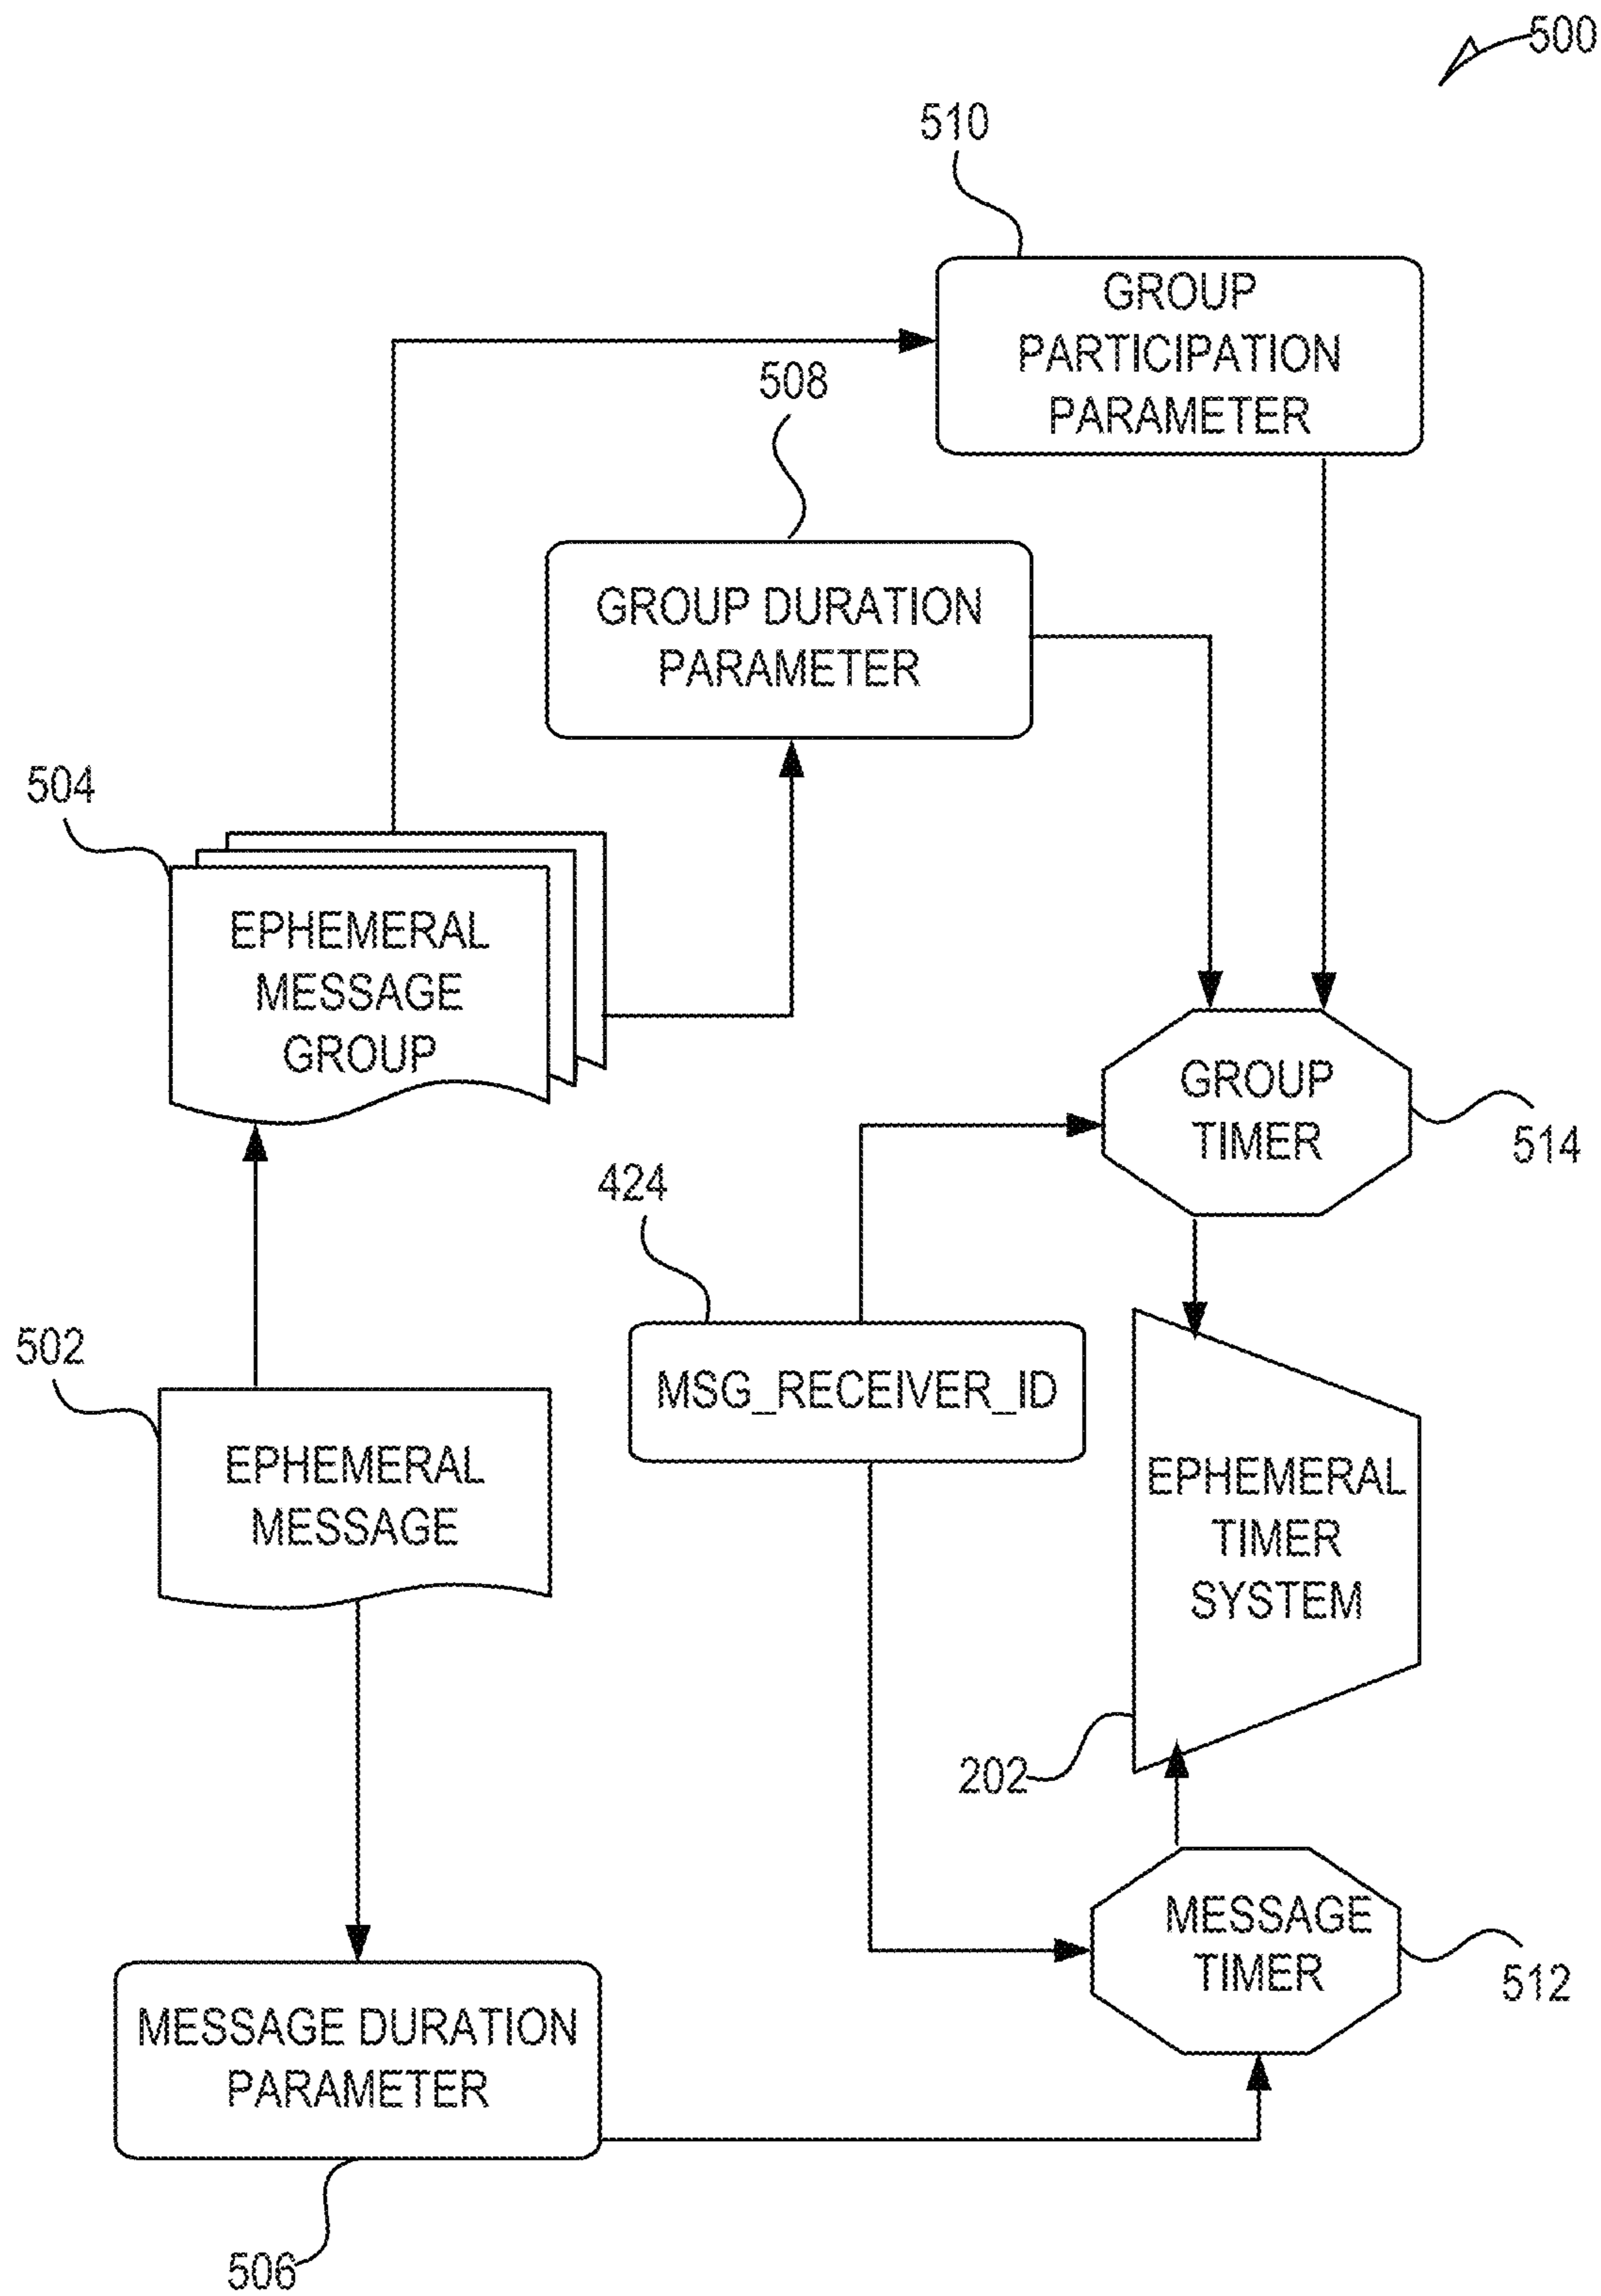 500
510
GROUP
PARTICIPATION
PARAMETER
508
GROUP DURATION
PARAMETER
504
EPHEMERAL
MESSAGE
GROUP
GROUP
TIMER
514
424
MSG_RECEIVER_ID
502
EPHEMERAL
MESSAGE
EPHEMERAL
TIMER
SYSTEM
202
MESSAGE
TIMER
512
MESSAGE DURATION
PARAMETER
506